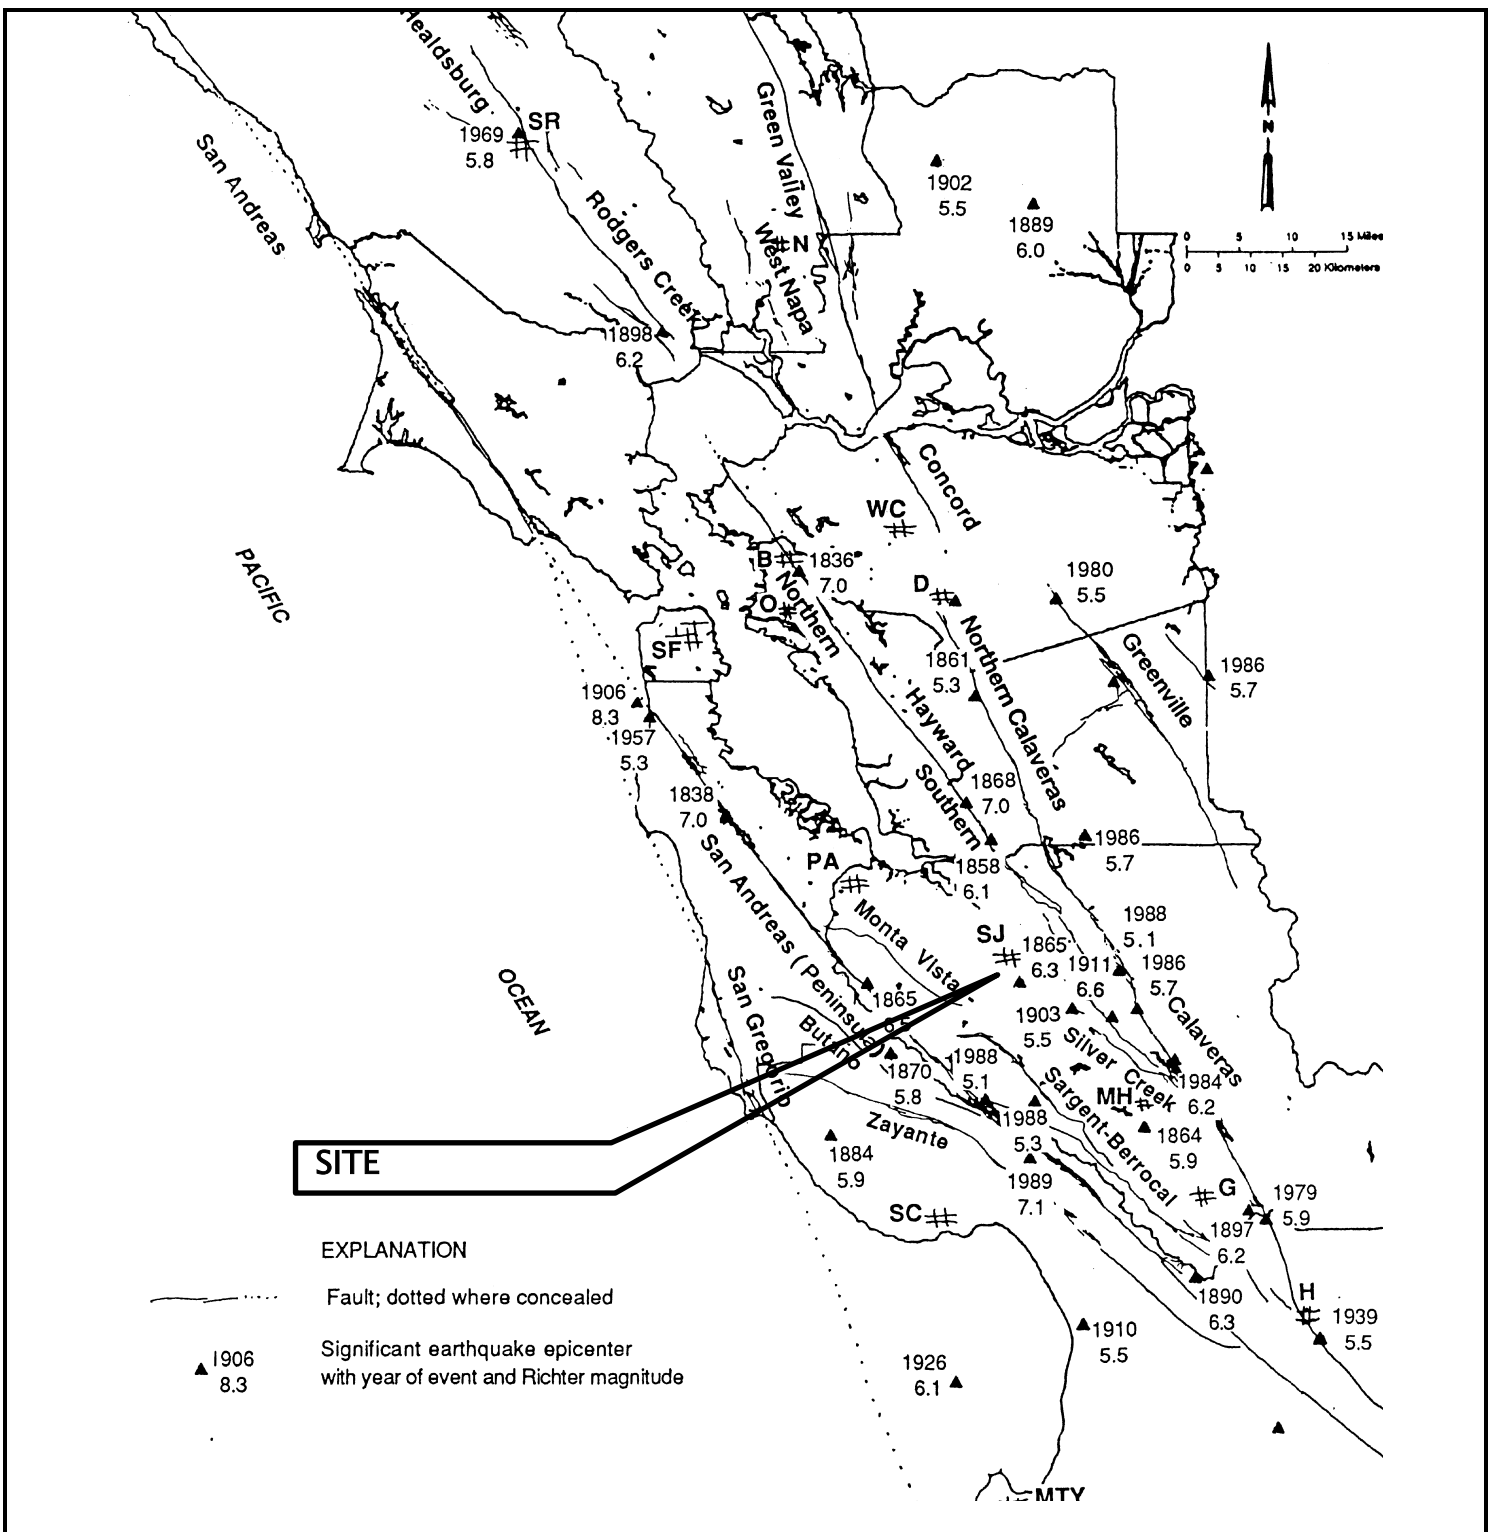 Healdsburg
SR
1969
5.8
San Andreas
Rodgers Creek
Green Valley
N
West Napa
1902
5.5
1889
6.0
N
0 5 10 15 Miles
0 5 10 15 20 Kilometers
1898
6.2
Concord
WC
B
1836
7.0
O
Northern
D
1980
5.5
PACIFIC
SF
1861
5.3
Northern Calaveras
Greenville
1986
5.7
1906
8.3
1957
5.3
Hayward
Southern
1868
7.0
1838
7.0
1986
5.7
PA
1858
6.1
San Andreas (Peninsula)
Monta Vista
SJ
1865
6.3
1988
5.1
1911
6.6
1986
5.7
OCEAN
San Gregorio
1865
6.5
1903
5.5
Calaveras
Butano
1870
5.8
1988
5.1
Silver Creek
MH
1984
6.2
Sargent-Berrocal
Zayante
1988
5.3
1864
5.9
SITE
1884
5.9
1989
7.1
G
1979
5.9
SC
1897
6.2
EXPLANATION
Fault; dotted where concealed
1890
6.3
H
1939
5.5
1910
5.5
1906
8.3
Significant earthquake epicenter
with year of event and Richter magnitude
1926
6.1
MTY